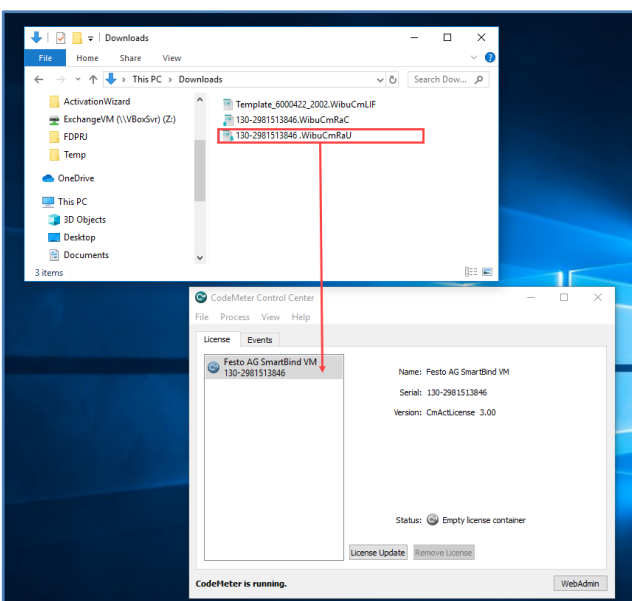 Downloads
File Home Share View
This PC > Downloads
Search Dow...
ActivationWizard
ExchangeVM (\\VBoxSvr) (Z:)
FDPRJ
Temp
OneDrive
This PC
3D Objects
Desktop
Documents
Template_6000422_2002.WibuCmLIF
130-2981513846.WibuCmRaC
130-2981513846 .WibuCmRaU
3 items
CodeMeter Control Center
File Process View Help
License Events
Festo AG SmartBind VM
130-2981513846
Name: Festo AG SmartBind VM
Serial: 130-2981513846
Version: CmActLicense 3.00
Status: Empty license container
License Update Remove License
CodeMeter is running.
WebAdmin